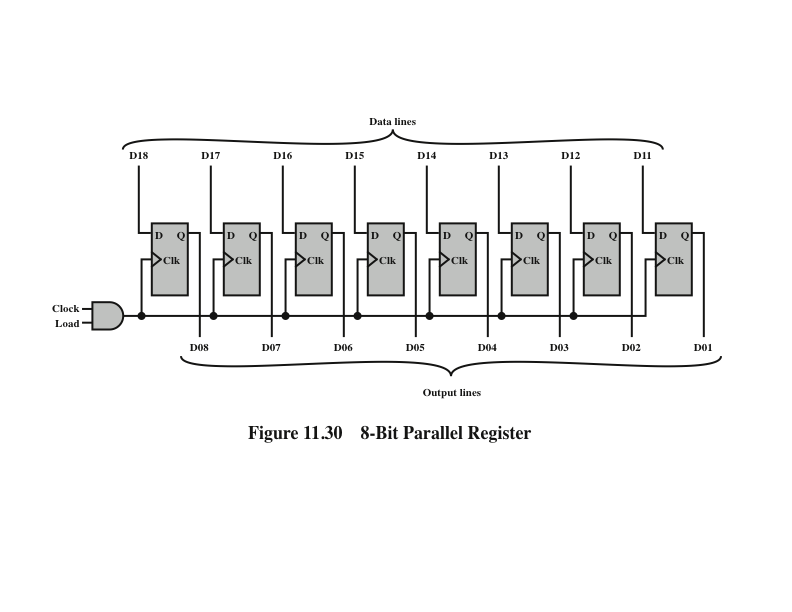 Data lines
D18 D17 D16 D15 D14 D13 D12 D11
D Q D Q D Q D Q D Q D Q D Q D Q
Clk Clk Clk Clk Clk Clk Clk Clk
Clock
Load
D08 D07 D06 D05 D04 D03 D02 D01
Output lines
Figure 11.30 8-Bit Parallel Register